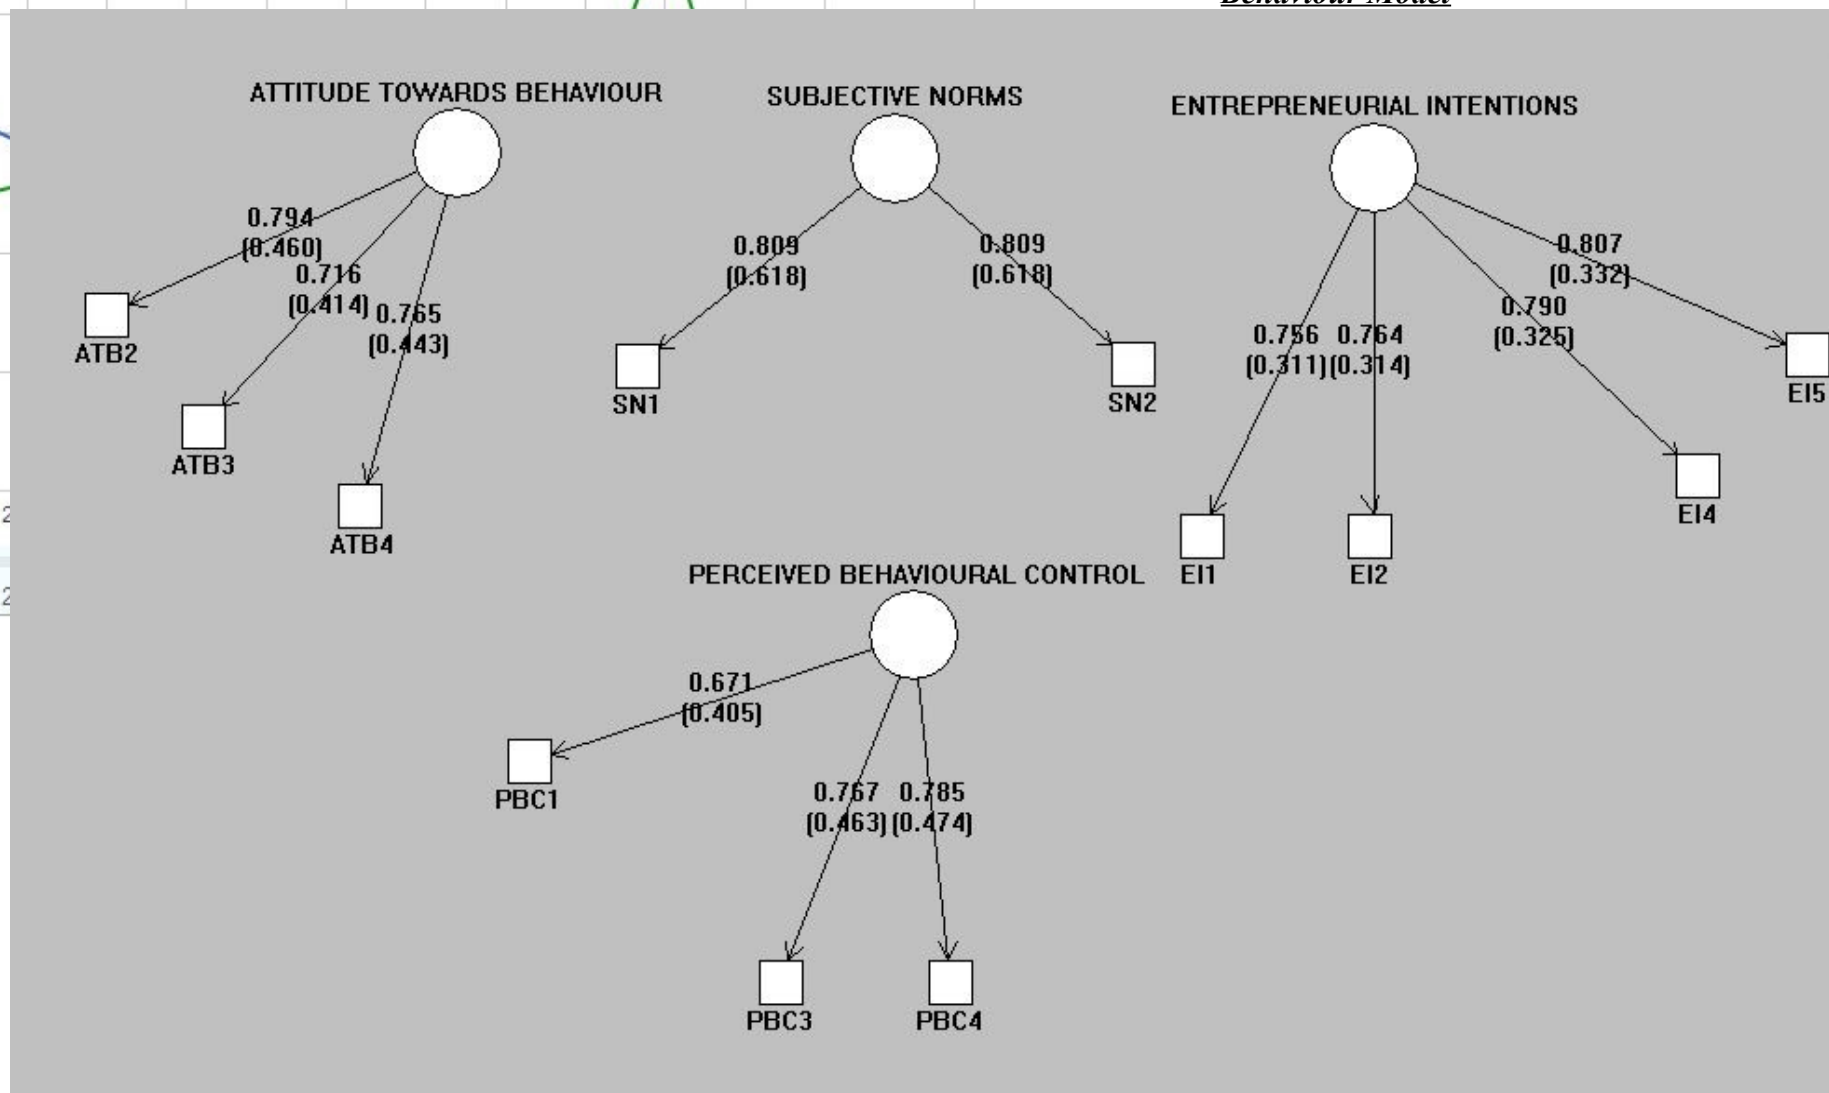 Behaviour Model
ATTITUDE TOWARDS BEHAVIOUR
SUBJECTIVE NORMS
ENTREPRENEURIAL INTENTIONS
0.794
(0.460)
0.716
(0.414)
0.765
(0.443)
ATB2
ATB3
ATB4
0.809
(0.618)
0.809
(0.618)
SN1
SN2
0.756
(0.311)
0.764
(0.314)
0.790
(0.325)
0.807
(0.332)
EI1
EI2
EI4
EI5
PERCEIVED BEHAVIOURAL CONTROL
0.671
(0.405)
0.767
(0.463)
0.785
(0.474)
PBC1
PBC3
PBC4